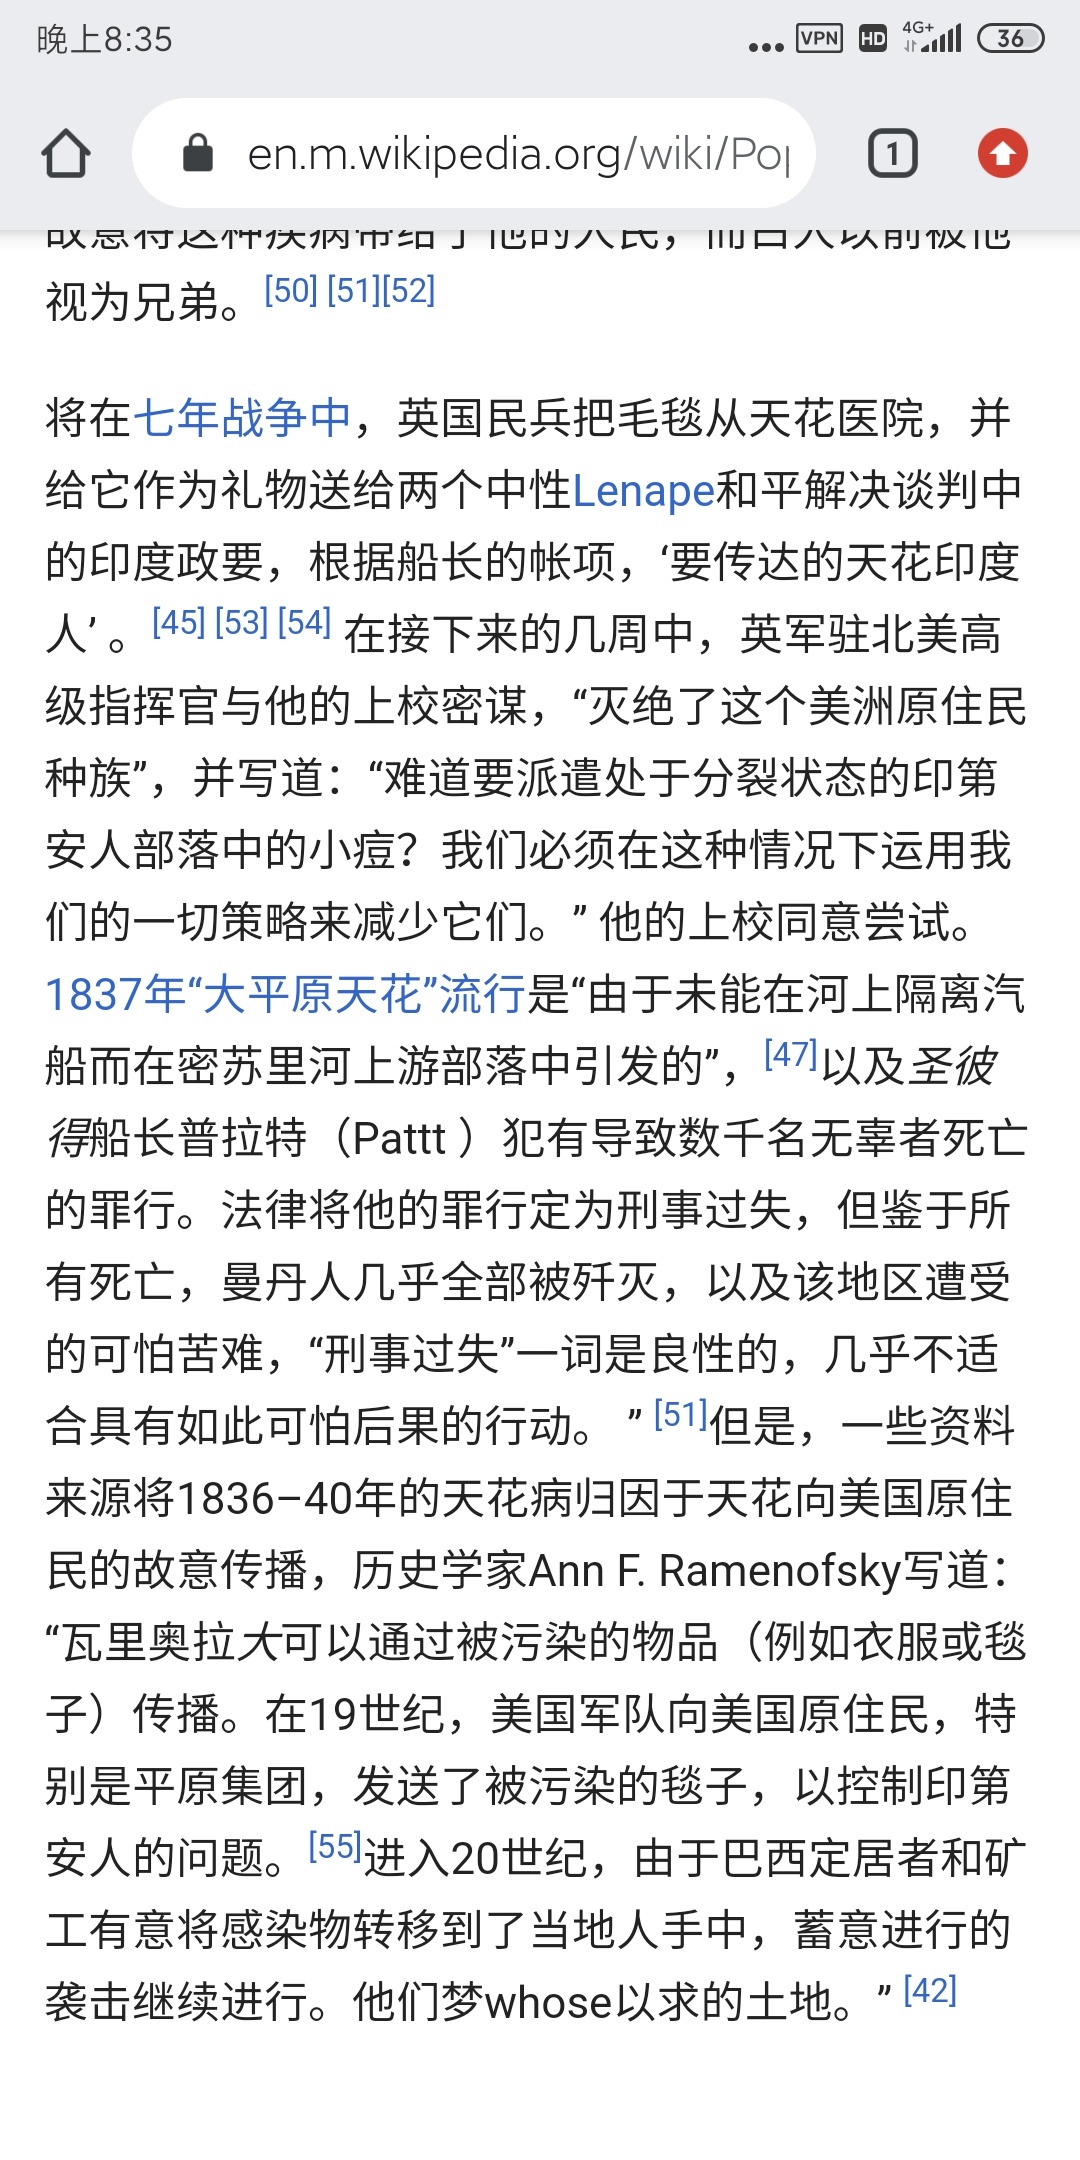 晚上8:35
VPN HD 4G+ 36
en.m.wikipedia.org/wiki/Pop
1
故意将这种疾病带给了他的人民，而白人以前被他
视为兄弟。[50] [51][52]
将在七年战争中，英国民兵把毛毯从天花医院，并
给它作为礼物送给两个中性Lenape和平解决谈判中
的印度政要，根据船长的帐项，‘要传达的天花印度
人’ 。[45] [53] [54] 在接下来的几周中，英军驻北美高
级指挥官与他的上校密谋，“灭绝了这个美洲原住民
种族”，并写道：“难道要派遣处于分裂状态的印第
安人部落中的小痘？我们必须在这种情况下运用我
们的一切策略来减少它们。” 他的上校同意尝试。
1837年“大平原天花”流行是“由于未能在河上隔离汽
船而在密苏里河上游部落中引发的”，[47]以及圣彼
得船长普拉特（Pattt ）犯有导致数千名无辜者死亡
的罪行。法律将他的罪行定为刑事过失，但鉴于所
有死亡，曼丹人几乎全部被歼灭，以及该地区遭受
的可怕苦难，“刑事过失”一词是良性的，几乎不适
合具有如此可怕后果的行动。 ” [51]但是，一些资料
来源将1836–40年的天花病归因于天花向美国原住
民的故意传播，历史学家Ann F. Ramenofsky写道：
“瓦里奥拉大可以通过被污染的物品（例如衣服或毯
子）传播。在19世纪，美国军队向美国原住民，特
别是平原集团，发送了被污染的毯子，以控制印第
安人的问题。[55]进入20世纪，由于巴西定居者和矿
工有意将感染物转移到了当地人手中，蓄意进行的
袭击继续进行。他们梦whose以求的土地。” [42]